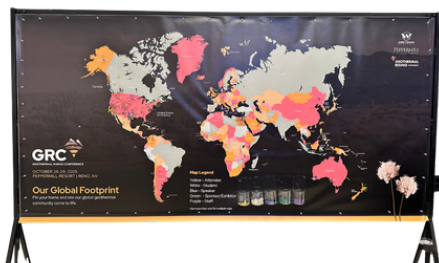 GRC
GEOTHERMAL RISING CONFERENCE
OCTOBER 26-29, 2025
PEPPERMILL RESORT | RENO, NV
Our Global Footprint
Pin your home and see our global geothermal
community come to life
Map Legend
Yellow - Attendee
White - Student
Blue - Speaker
Green - Sponsor/Exhibitor
Purple - Staff
PEPPERMILL
GEOTHERMAL
RISING